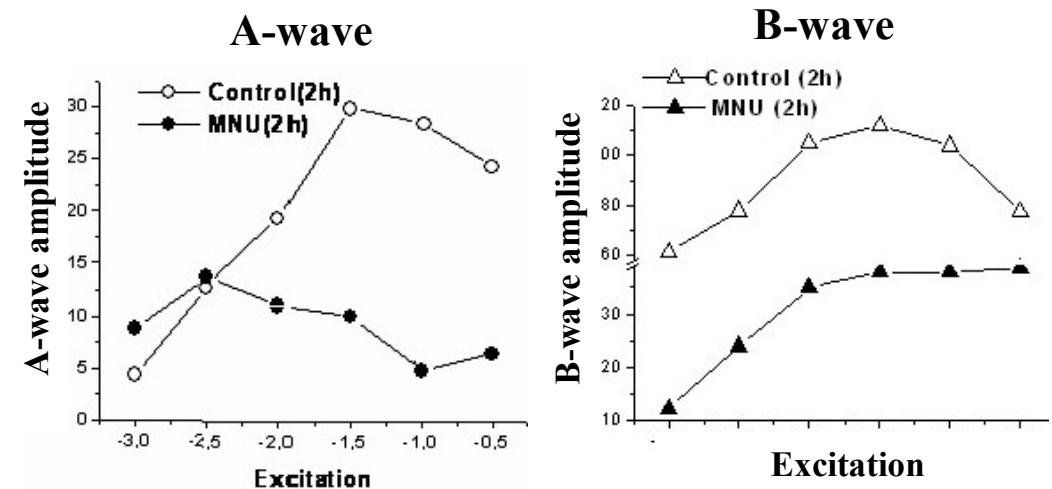 A-wave
Control(2h)
MNU(2h)
A-wave amplitude
30
25
20
15
10
5
0
-3,0 -2,5 -2,0 -1,5 -1,0 -0,5
Excitation
B-wave
Control (2h)
MNU (2h)
B-wave amplitude
20
00
80
60
30
20
10
-
Excitation